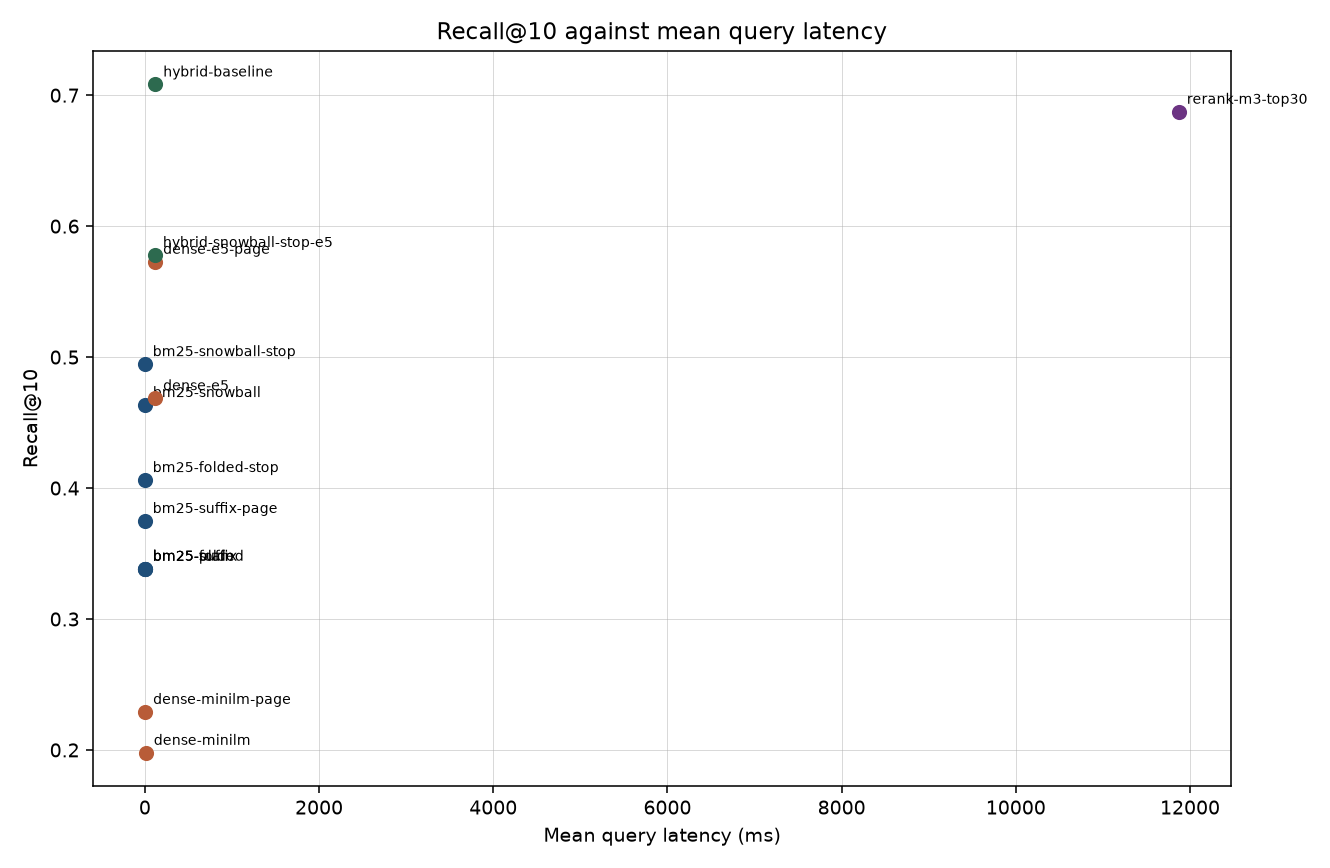 Recall@10 against mean query latency
hybrid-baseline
rerank-m3-top30
hybrid-snowball-stop-e5
dense-e5-page
bm25-snowball-stop
dense-e5
bm25-snowball
bm25-folded-stop
bm25-suffix-page
dense-minilm-page
dense-minilm
0.7
0.6
0.5
0.4
0.3
0.2
Recall@10
0 2000 4000 6000 8000 10000 12000
Mean query latency (ms)